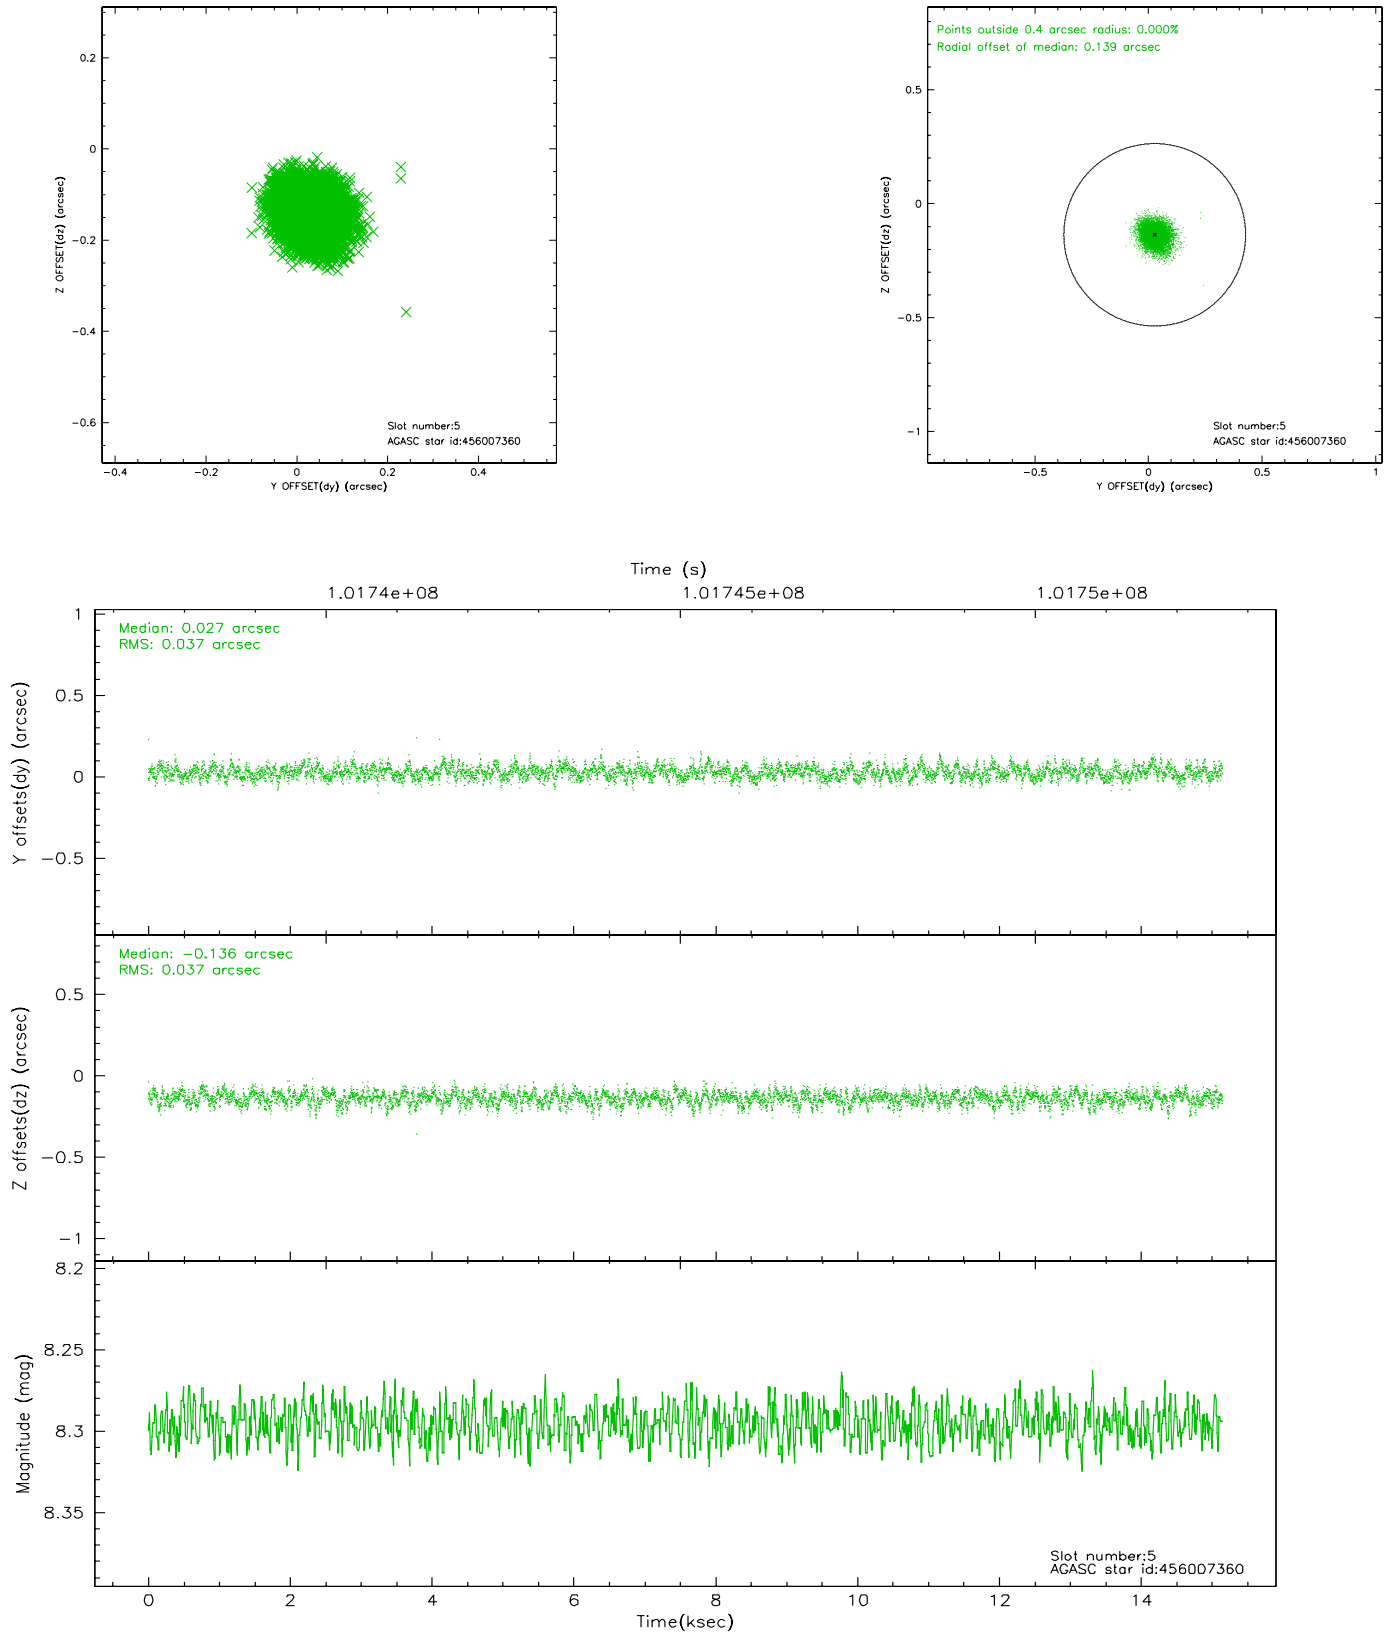 0.2
0
−0.2
−0.4
−0.6
Z OFFSET(dz) (arcsec)
Slot number:5
AGASC star id:456007360
−0.4
−0.2
0
0.2
0.4
Y OFFSET(dy) (arcsec)
Points outside 0.4 arcsec radius: 0.000%
Radial offset of median: 0.139 arcsec
0.5
0
−0.5
−1
Z OFFSET(dz) (arcsec)
Slot number:5
AGASC star id:456007360
−0.5
0
0.5
1
Y OFFSET(dy) (arcsec)
Time (s)
1.0174e+08
1.01745e+08
1.0175e+08
Median: 0.027 arcsec
RMS: 0.037 arcsec
1
0.5
0
−0.5
Y offsets(dy) (arcsec)
Median: −0.136 arcsec
RMS: 0.037 arcsec
0.5
0
−0.5
−1
Z offsets(dz) (arcsec)
8.2
8.25
8.3
8.35
Magnitude (mag)
Slot number:5
AGASC star id:456007360
0
2
4
6
8
10
12
14
Time(ksec)